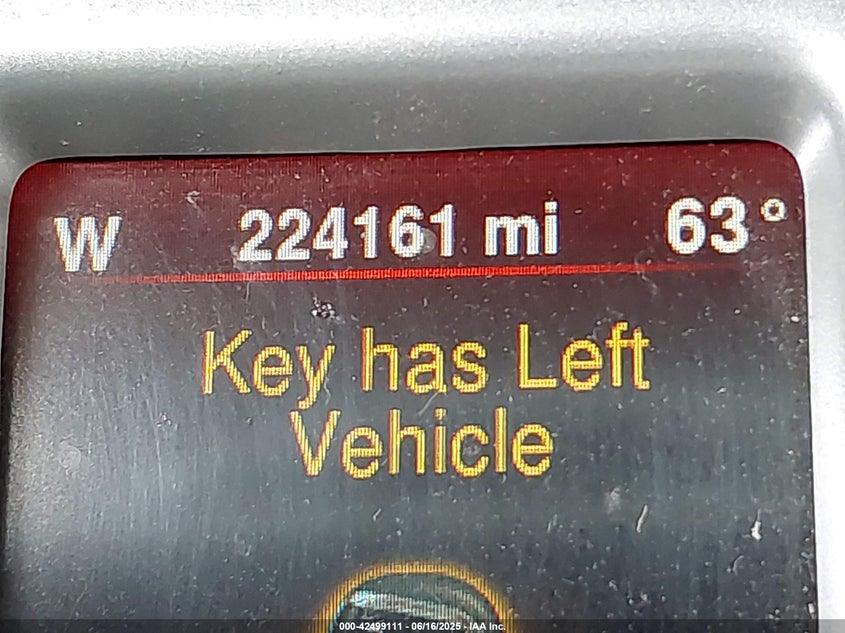 W 224161 mi 63°
Key has Left
Vehicle
000-42499111 - 06/16/2025 - IAA Inc.